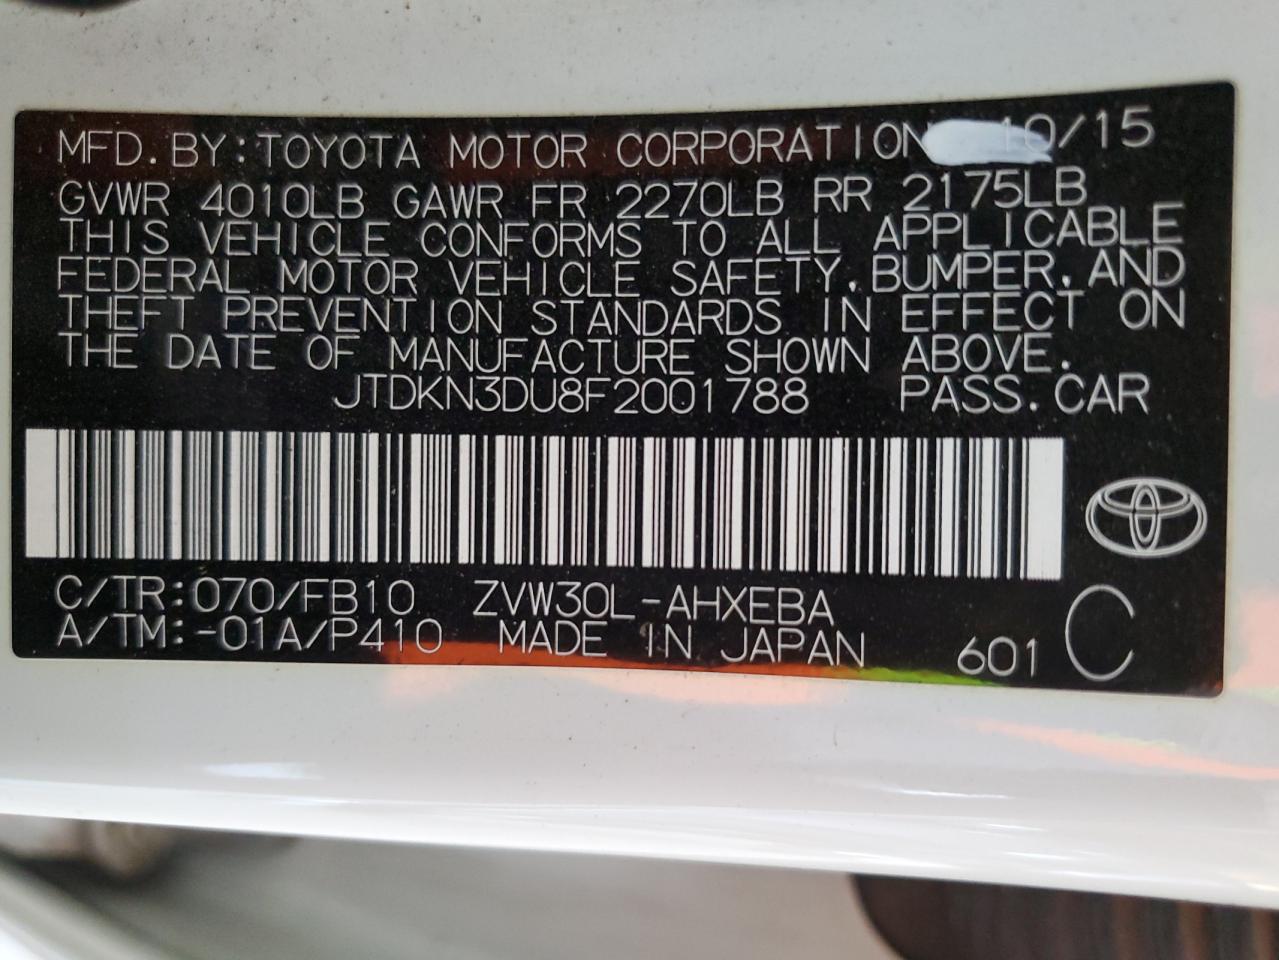 MFD. BY: TOYOTA MOTOR CORPORATION 10/15
GVWR 4010LB GAWR FR 2270LB RR 2175LB
THIS VEHICLE CONFORMS TO ALL APPLICABLE
FEDERAL MOTOR VEHICLE SAFETY, BUMPER, AND
THEFT PREVENTION STANDARDS IN EFFECT ON
THE DATE OF MANUFACTURE SHOWN ABOVE.
JTDKN3DU8F2001788 PASS. CAR
C/TR: 070/FB10 ZVW30L-AHXEBA
A/TM: -01A/P410 MADE IN JAPAN 601 C